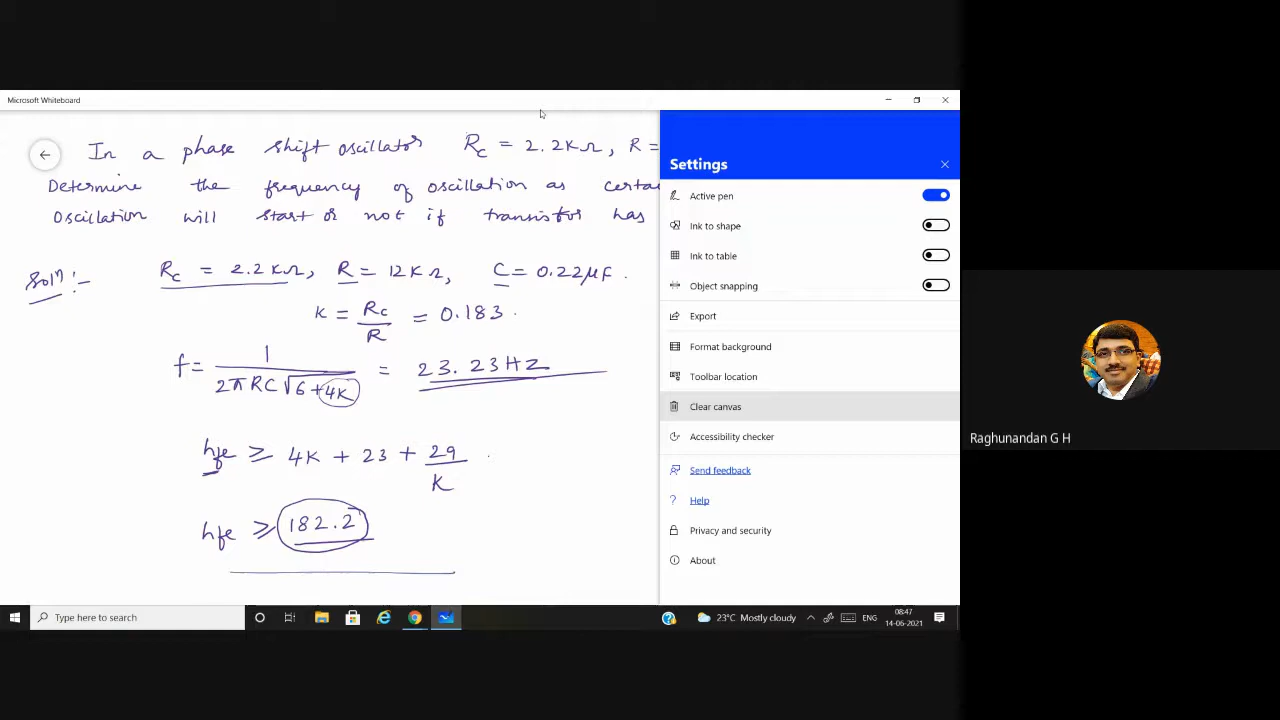 Microsoft Whiteboard
In a phase shift oscillator Rc = 2.2KΩ, R =
Determine the frequency of oscillation as certa
Oscillation will start or not if transistor has
Soln :- Rc = 2.2KΩ, R = 12KΩ, C = 0.22μF.
K = Rc/R = 0.183.
f = 1/2πRC√6+4K = 23.23HZ
hfe ≥ 4K + 23 + 29/K .
hfe ≥ 182.2
Settings
Active pen
Ink to shape
Ink to table
Object snapping
Export
Format background
Toolbar location
Clear canvas
Accessibility checker
Send feedback
Help
Privacy and security
About
Raghunandan G H
Type here to search
23°C Mostly cloudy
ENG
08:47
14-06-2021